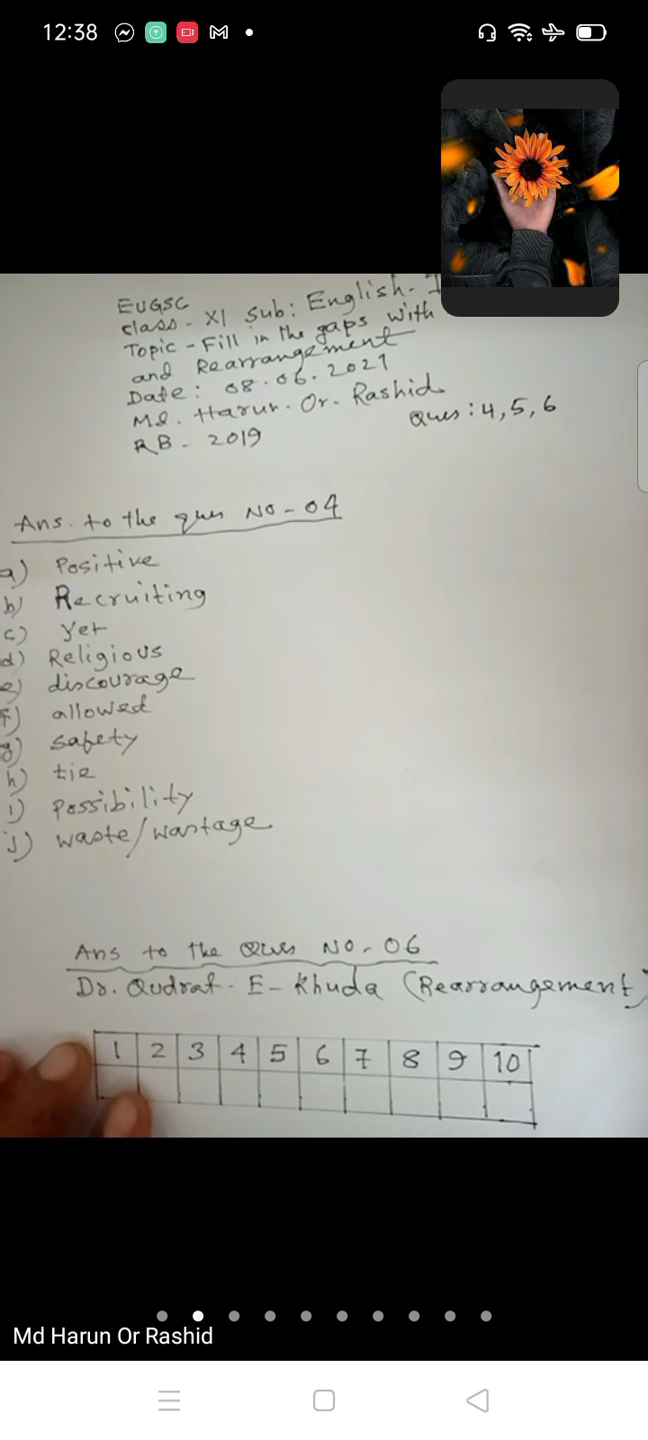 12:38
EUGSC
class - XI Sub: English-
Topic - Fill in the gaps with
and Rearrangement
Date: 08.06.2021
Md. Harun. Or. Rashid
Ques: 4, 5, 6
RB - 2019
Ans. to the ques No - 04
a) Positive
b) Recruiting
c) Yet
d) Religious
e) discourage
f) allowed
g) safety
h) tie
i) possibility
j) waste/wastage
Ans to the Ques No - 06
Dr. Qudrat - E - Khuda (Rearrangement)
1 2 3 4 5 6 7 8 9 10
Md Harun Or Rashid